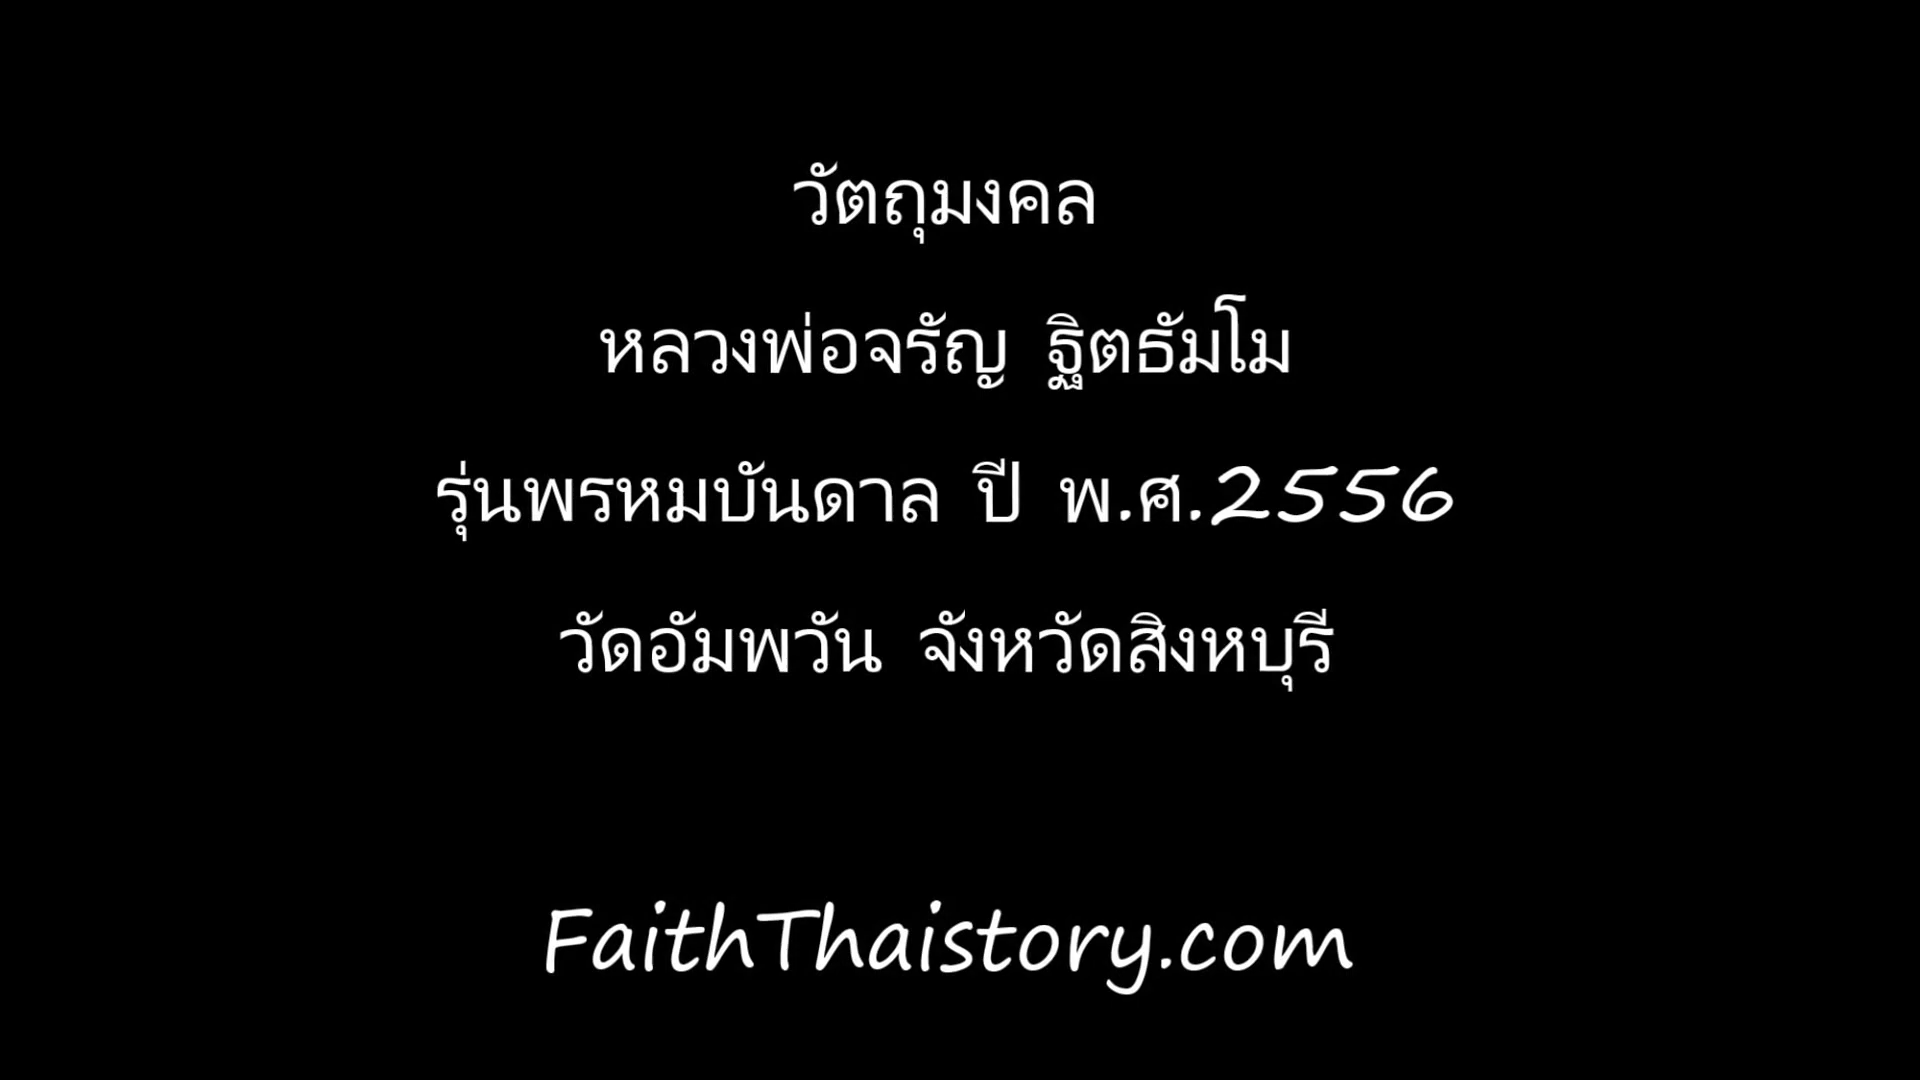 วัตถุมงคล
หลวงพ่อจรัญ ฐิตธัมโม
รุ่นพรหมบันดาล ปี พ.ศ.2556
วัดอัมพวัน จังหวัดสิงหบุรี
FaithThaistory.com